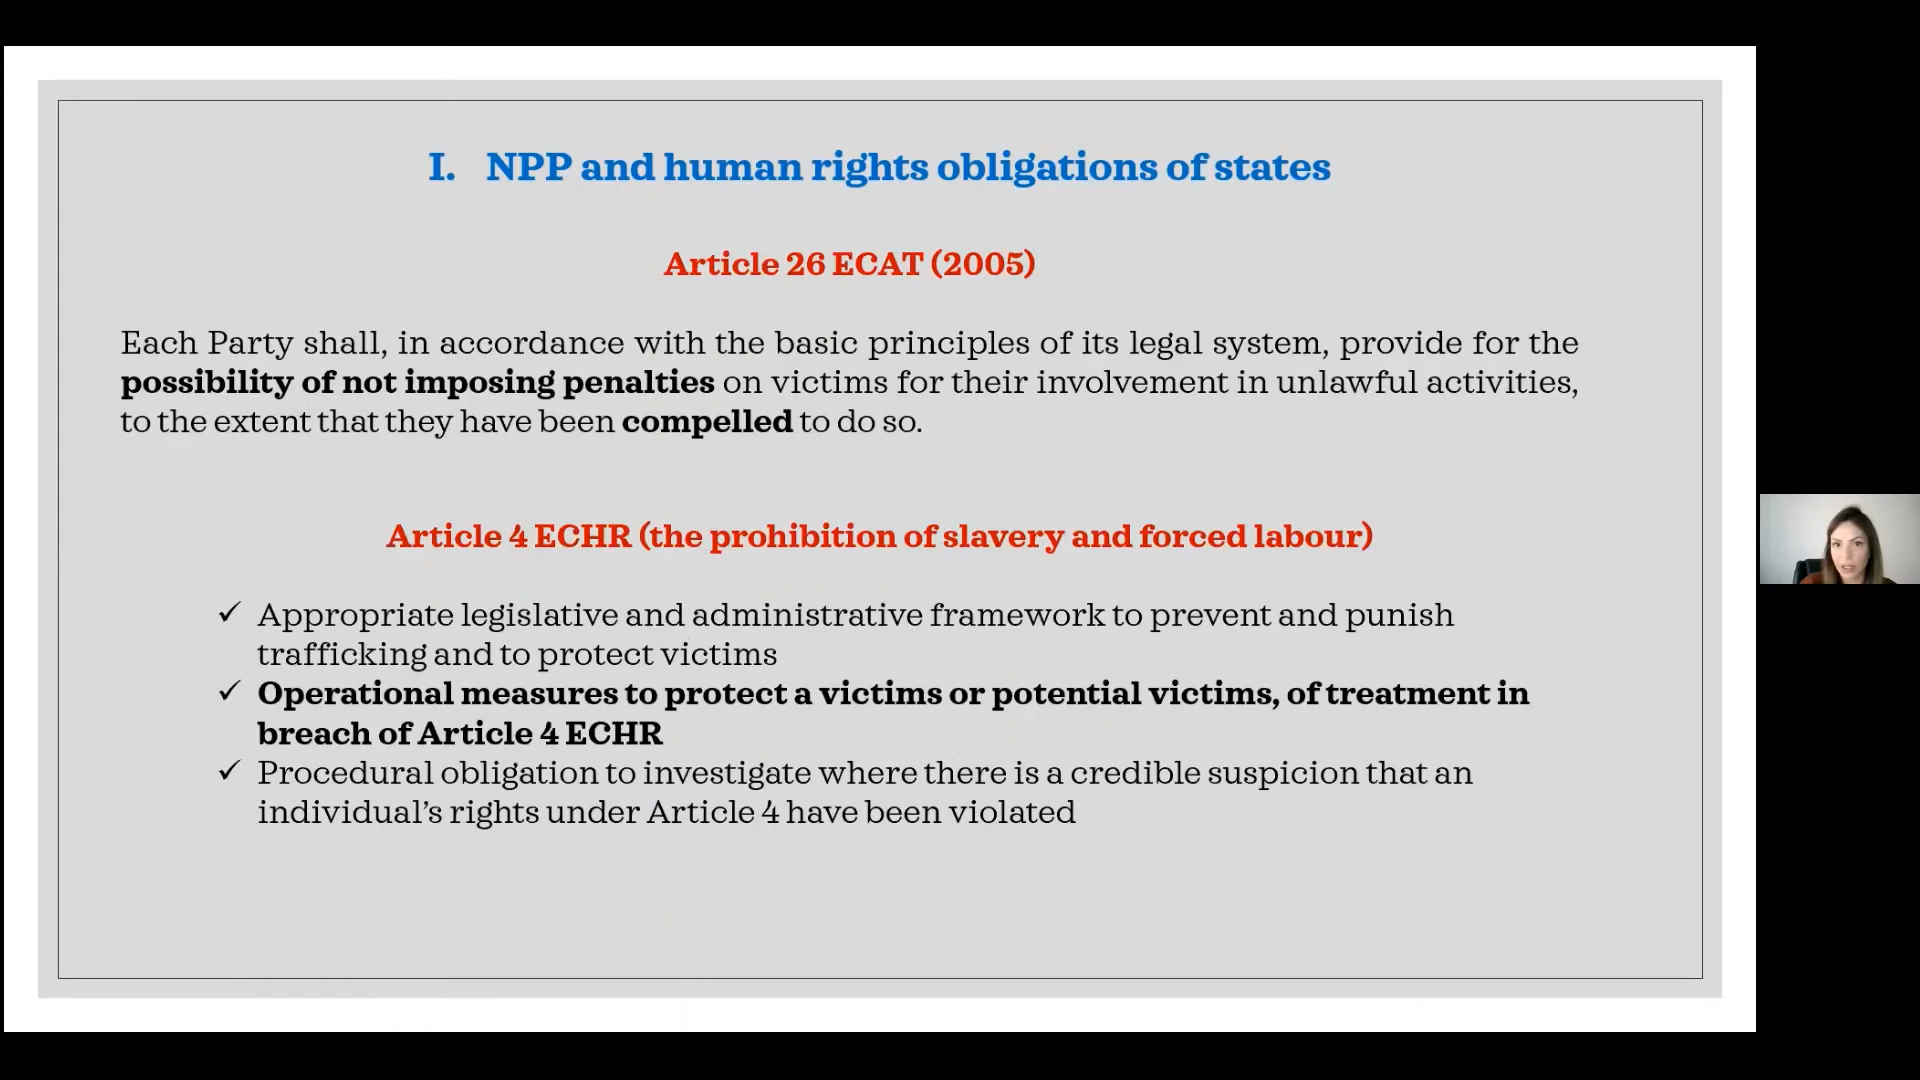 I. NPP and human rights obligations of states
Article 26 ECAT (2005)
Each Party shall, in accordance with the basic principles of its legal system, provide for the
possibility of not imposing penalties on victims for their involvement in unlawful activities,
to the extent that they have been compelled to do so.
Article 4 ECHR (the prohibition of slavery and forced labour)
✓ Appropriate legislative and administrative framework to prevent and punish
trafficking and to protect victims
✓ Operational measures to protect a victims or potential victims, of treatment in
breach of Article 4 ECHR
✓ Procedural obligation to investigate where there is a credible suspicion that an
individual’s rights under Article 4 have been violated